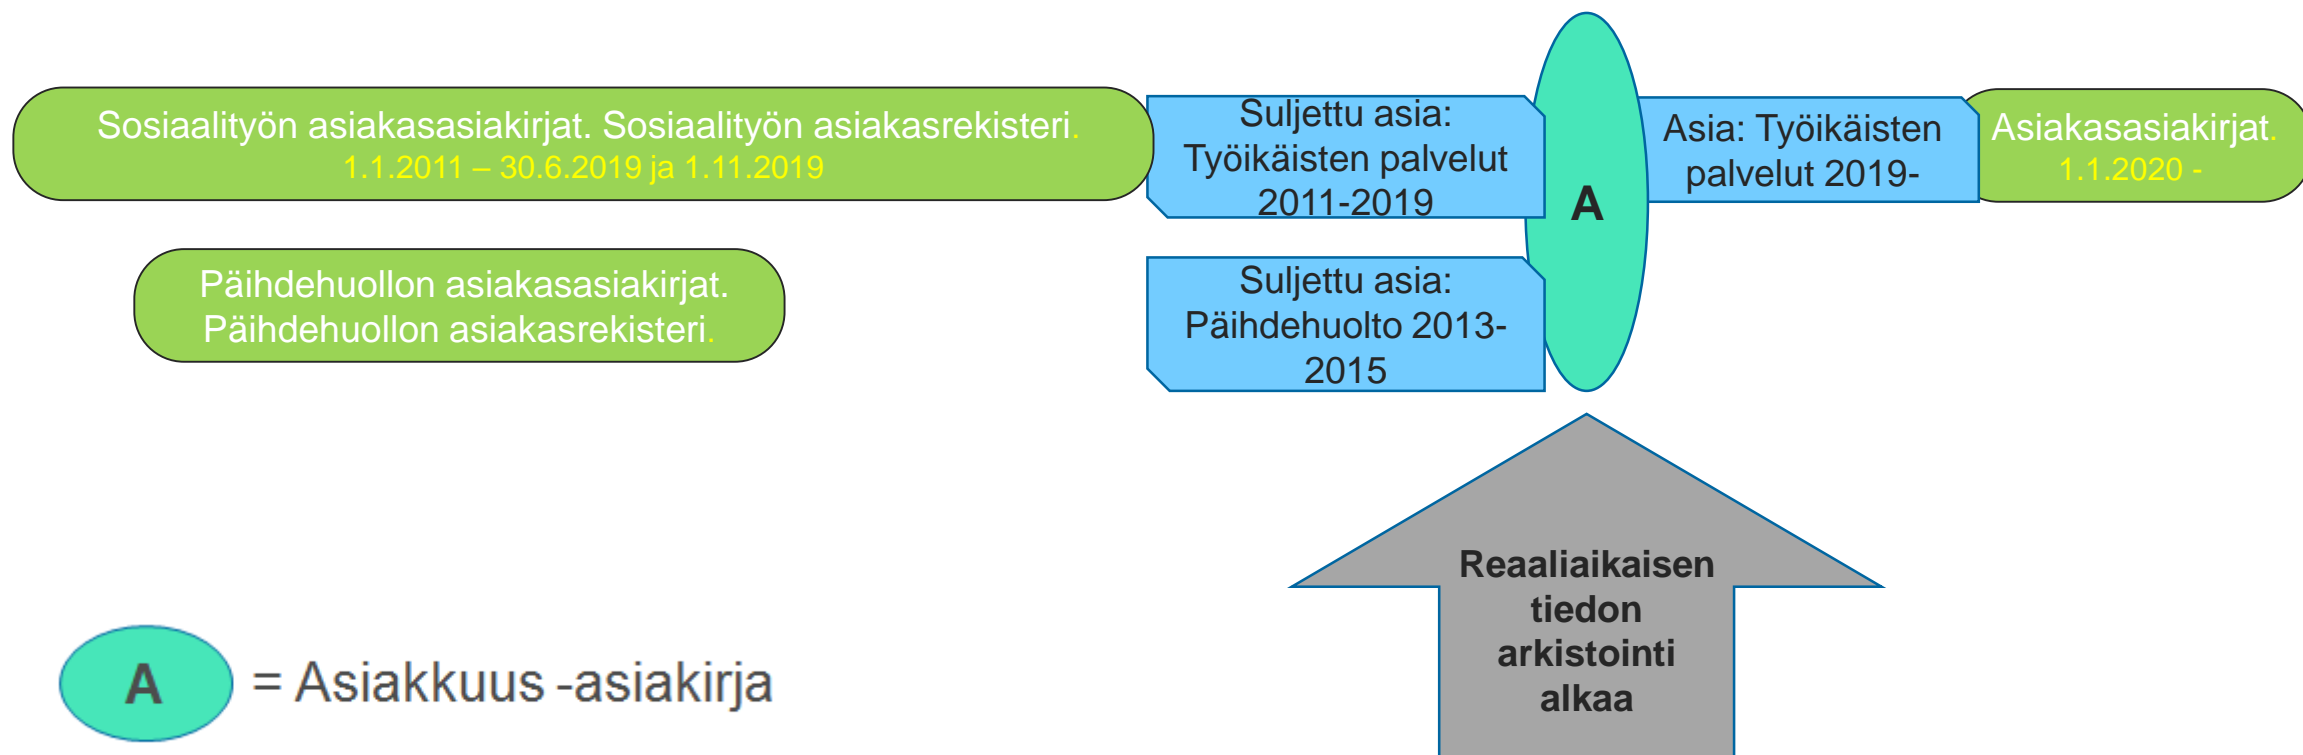 Sosiaalityön asiakasasiakirjat. Sosiaalityön asiakasrekisteri.
1.1.2011 – 30.6.2019 ja 1.11.2019
Suljettu asia:
Työikäisten palvelut
2011-2019
A
Asia: Työikäisten
palvelut 2019-
Asiakasasiakirjat.
1.1.2020 -
Päihdehuollon asiakasasiakirjat.
Päihdehuollon asiakasrekisteri.
Suljettu asia:
Päihdehuolto 2013-
2015
Reaaliaikaisen
tiedon
arkistointi
alkaa
A = Asiakkuus -asiakirja